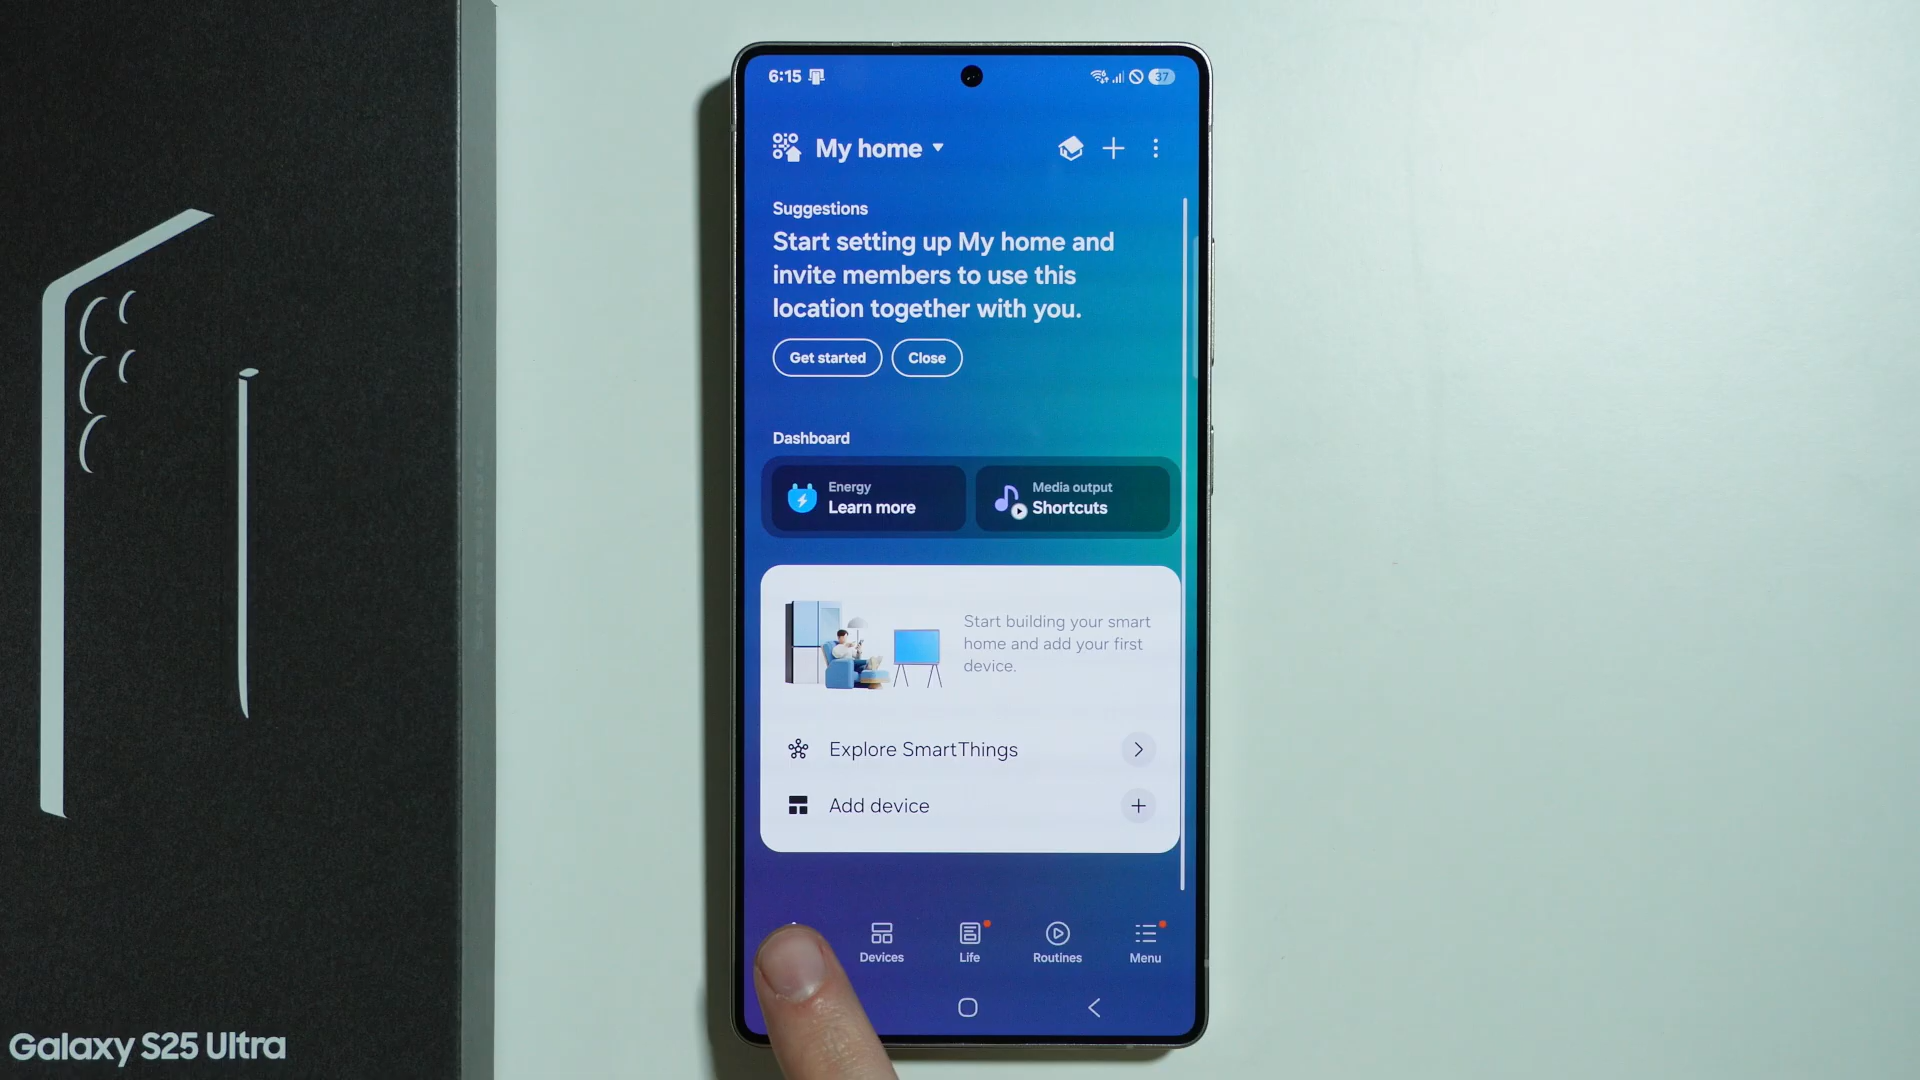 6:15
37
My home
Suggestions
Start setting up My home and
invite members to use this
location together with you.
Get started
Close
Dashboard
Energy
Learn more
Media output
Shortcuts
Start building your smart
home and add your first
device.
Explore SmartThings
Add device
Devices
Life
Routines
Menu
Galaxy S25 Ultra